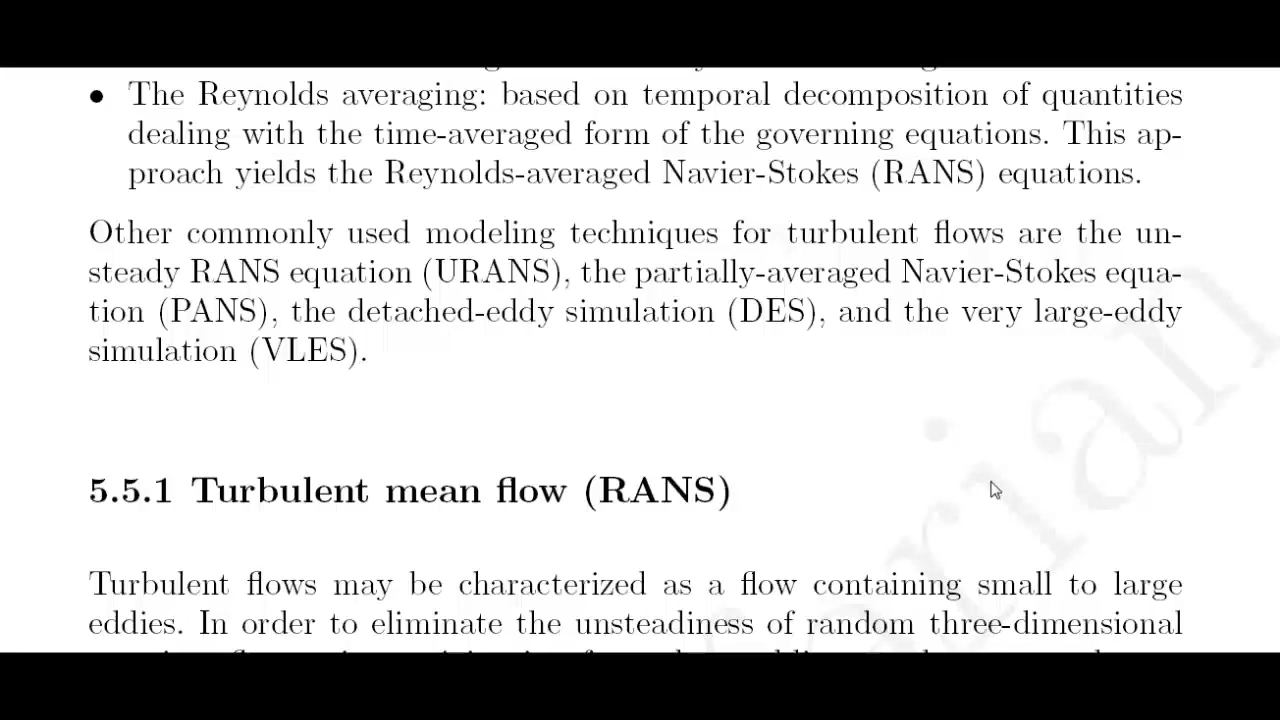 • The Reynolds averaging: based on temporal decomposition of quantities
dealing with the time-averaged form of the governing equations. This ap-
proach yields the Reynolds-averaged Navier-Stokes (RANS) equations.
Other commonly used modeling techniques for turbulent flows are the un-
steady RANS equation (URANS), the partially-averaged Navier-Stokes equa-
tion (PANS), the detached-eddy simulation (DES), and the very large-eddy
simulation (VLES).
5.5.1 Turbulent mean flow (RANS)
Turbulent flows may be characterized as a flow containing small to large
eddies. In order to eliminate the unsteadiness of random three-dimensional